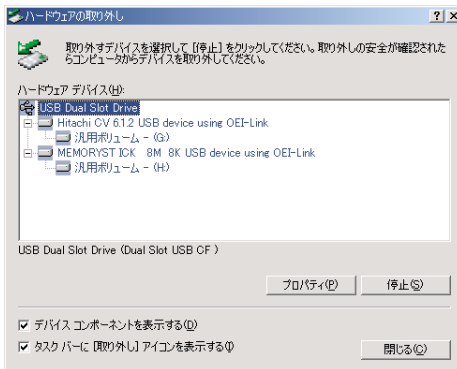 ハードウェアの取り外し
取り外すデバイスを選択して [停止] をクリックしてください。取り外しの安全が確認された
らコンピュータからデバイスを取り外してください。
ハードウェア デバイス(H):
USB Dual Slot Drive
Hitachi CV 6.1.2 USB device using OEI-Link
汎用ボリューム - (G:)
MEMORYST ICK 8M 8K USB device using OEI-Link
汎用ボリューム - (H:)
USB Dual Slot Drive (Dual Slot USB CF )
プロパティ(P) 停止(S)
デバイス コンポーネントを表示する(D)
タスク バーに [取り外し] アイコンを表示する(I)
閉じる(C)